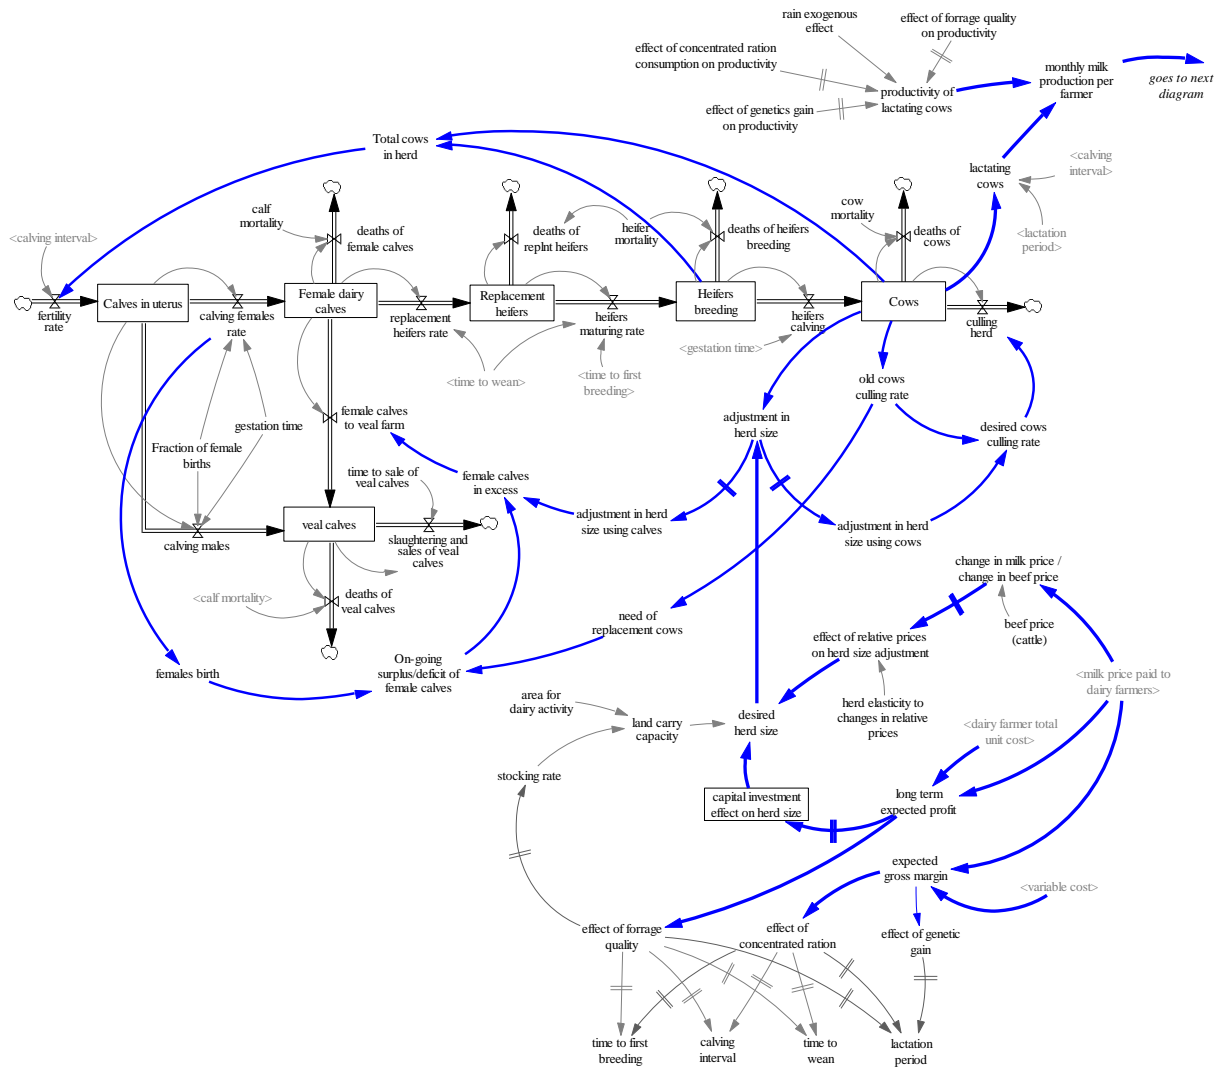 rain exogenous
effect
effect of forrage quality
on productivity
effect of concentrated ration
consumption on productivity
monthly milk
production per
farmer
goes to next
diagram
productivity of
lactating cows
effect of genetics gain
on productivity
Total cows
in herd
<calving
interval>
lactating
cows
calf
mortality
cow
mortality
<calving interval>
deaths of
female calves
deaths of
replnt heifers
heifer
mortality
deaths of heifers
breeding
deaths of
cows
<lactation
period>
Calves in uterus
Female dairy
calves
Replacement
heifers
Heifers
breeding
Cows
fertility
rate
calving females
rate
replacement
heifers rate
heifers
maturing rate
heifers
calving
culling
herd
<gestation time>
<time to wean>
<time to first
breeding>
old cows
culling rate
female calves
to veal farm
adjustment in
herd size
desired cows
culling rate
gestation time
Fraction of female
births
time to sale of
veal calves
female calves
in excess
veal calves
adjustment in herd
size using calves
adjustment in herd
size using cows
calving males
slaughtering and
sales of veal
calves
change in milk price /
change in beef price
<calf mortality>
deaths of
veal calves
need of
replacement cows
effect of relative prices
on herd size adjustment
beef price
(cattle)
females birth
On-going
surplus/deficit of
female calves
<milk price paid to
dairy farmers>
area for
dairy activity
land carry
capacity
desired
herd size
herd elasticity to
changes in relative
prices
<dairy farmer total
unit cost>
stocking rate
capital investment
effect on herd size
long term
expected profit
expected
gross margin
<variable cost>
effect of forrage
quality
effect of
concentrated ration
effect of genetic
gain
time to first
breeding
calving
interval
time to
wean
lactation
period